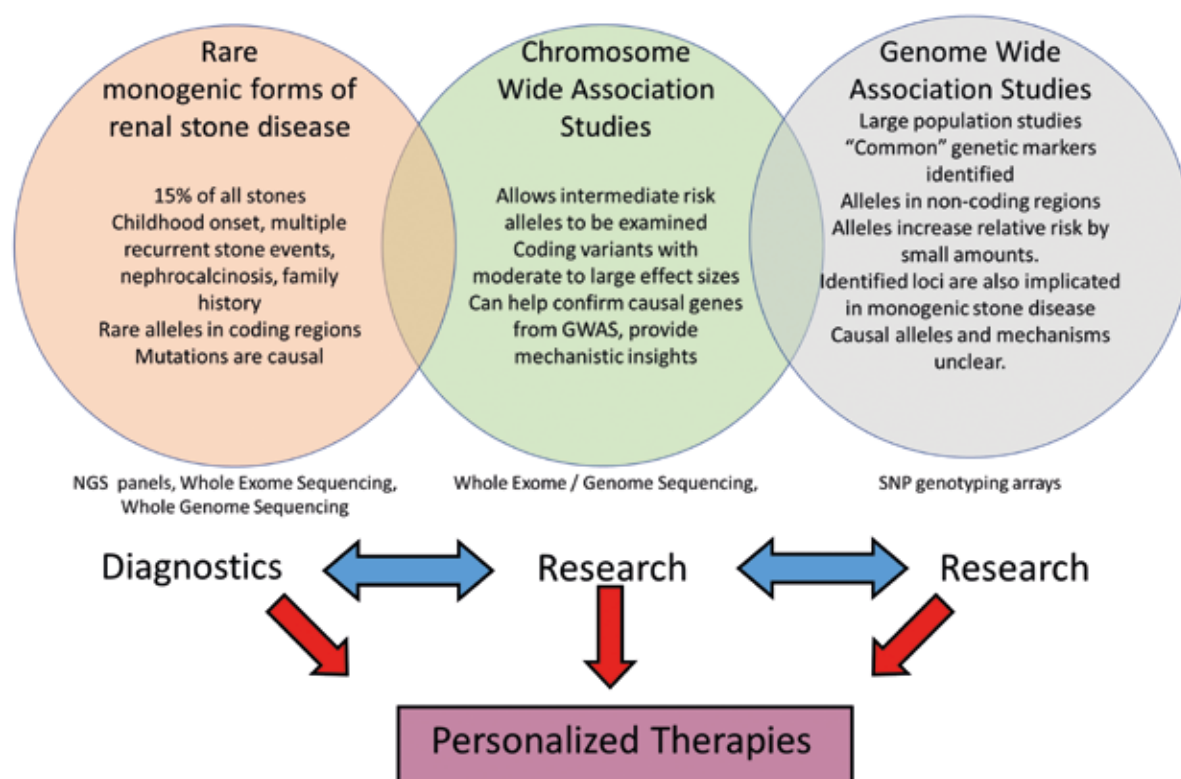 Rare
monogenic forms of
renal stone disease
15% of all stones
Childhood onset, multiple
recurrent stone events,
nephrocalcinosis, family
history
Rare alleles in coding regions
Mutations are causal
Chromosome
Wide Association
Studies
Allows intermediate risk
alleles to be examined
Coding variants with
moderate to large effect sizes
Can help confirm causal genes
from GWAS, provide
mechanistic insights
Genome Wide
Association Studies
Large population studies
“Common” genetic markers
identified
Alleles in non-coding regions
Alleles increase relative risk by
small amounts.
Identified loci are also implicated
in monogenic stone disease
Causal alleles and mechanisms
unclear.
NGS panels, Whole Exome Sequencing,
Whole Genome Sequencing
Whole Exome / Genome Sequencing,
SNP genotyping arrays
Diagnostics
Research
Research
Personalized Therapies